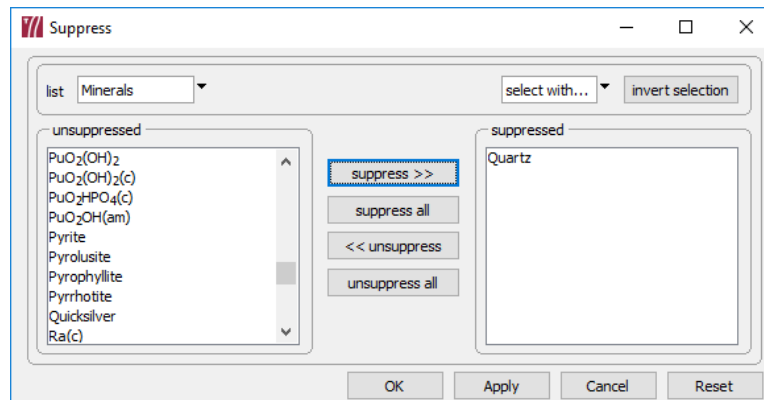 Suppress
list Minerals select with... invert selection
unsuppressed
suppressed
PuO₂(OH)₂
PuO₂(OH)₂(c)
PuO₂HPO₄(c)
PuO₂OH(am)
Pyrite
Pyrolusite
Pyrophyllite
Pyrrhotite
Quicksilver
Ra(c)
suppress >>
suppress all
<< unsuppress
unsuppress all
Quartz
OK Apply Cancel Reset